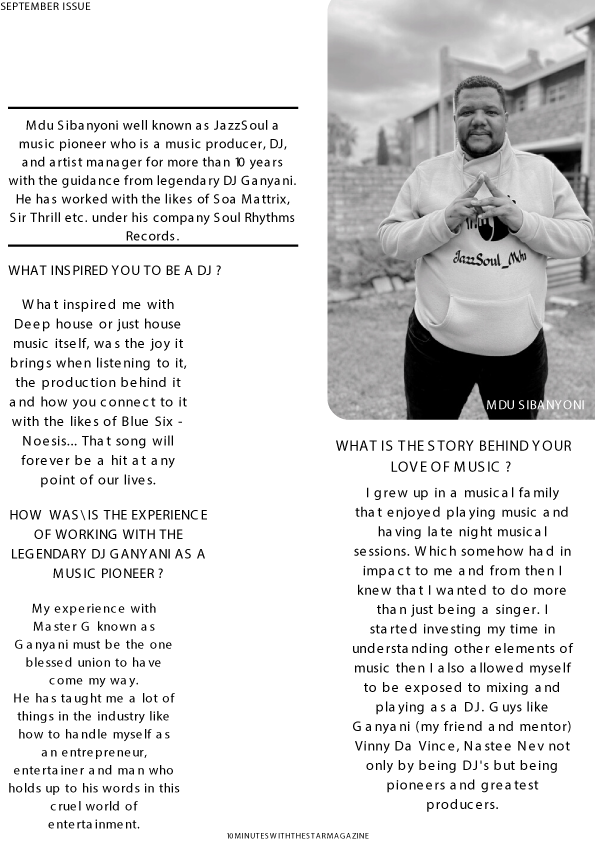 SEPTEMBER ISSUE
Mdu Sibanyoni well known as JazzSoul a
music pioneer who is a music producer, DJ,
and artist manager for more than 10 years
with the guidance from legendary DJ Ganyani.
He has worked with the likes of Soa Mattrix,
Sir Thrill etc. under his company Soul Rhythms
Records.
WHAT INSPIRED YOU TO BE A DJ ?
What inspired me with
Deep house or just house
music itself, was the joy it
brings when listening to it,
the production behind it
and how you connect to it
with the likes of Blue Six -
Noesis... That song will
forever be a hit at any
point of our lives.
HOW WAS\IS THE EXPERIENCE
OF WORKING WITH THE
LEGENDARY DJ GANYANI AS A
MUSIC PIONEER ?
My experience with
Master G known as
Ganyani must be the one
blessed union to have
come my way.
He has taught me a lot of
things in the industry like
how to handle myself as
an entrepreneur,
entertainer and man who
holds up to his words in this
cruel world of
entertainment.
JazzSoul_Mdu
MDU SIBANYONI
WHAT IS THE STORY BEHIND YOUR
LOVE OF MUSIC ?
I grew up in a musical family
that enjoyed playing music and
having late night musical
sessions. Which somehow had in
impact to me and from then I
knew that I wanted to do more
than just being a singer. I
started investing my time in
understanding other elements of
music then I also allowed myself
to be exposed to mixing and
playing as a DJ. Guys like
Ganyani (my friend and mentor)
Vinny Da Vince, Nastee Nev not
only by being DJ's but being
pioneers and greatest
producers.
10MINUTESWITHTHESTARMAGAZINE